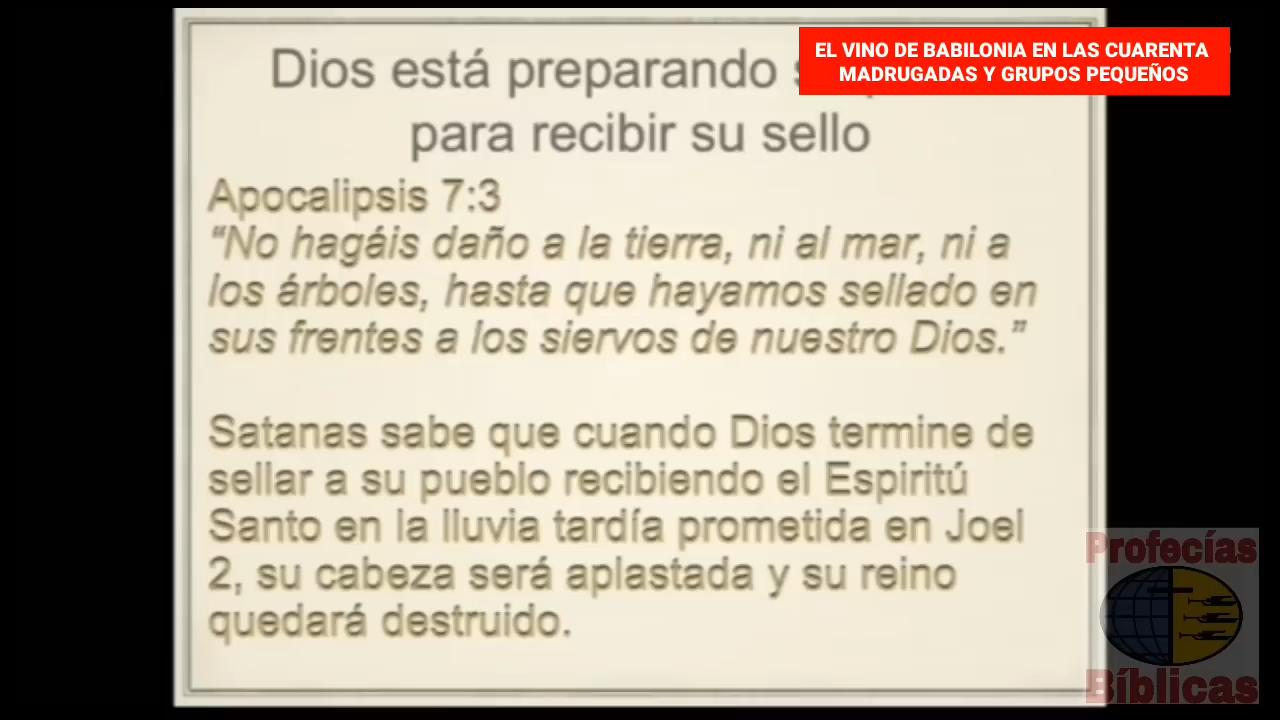 Dios está preparando
EL VINO DE BABILONIA EN LAS CUARENTA
MADRUGADAS Y GRUPOS PEQUEÑOS
para recibir su sello
Apocalipsis 7:3
“No hagáis daño a la tierra, ni al mar, ni a
los árboles, hasta que hayamos sellado en
sus frentes a los siervos de nuestro Dios.”
Satanas sabe que cuando Dios termine de
sellar a su pueblo recibiendo el Espiritú
Santo en la lluvia tardía prometida en Joel
2, su cabeza será aplastada y su reino
quedará destruido.
Profecías
Bíblicas